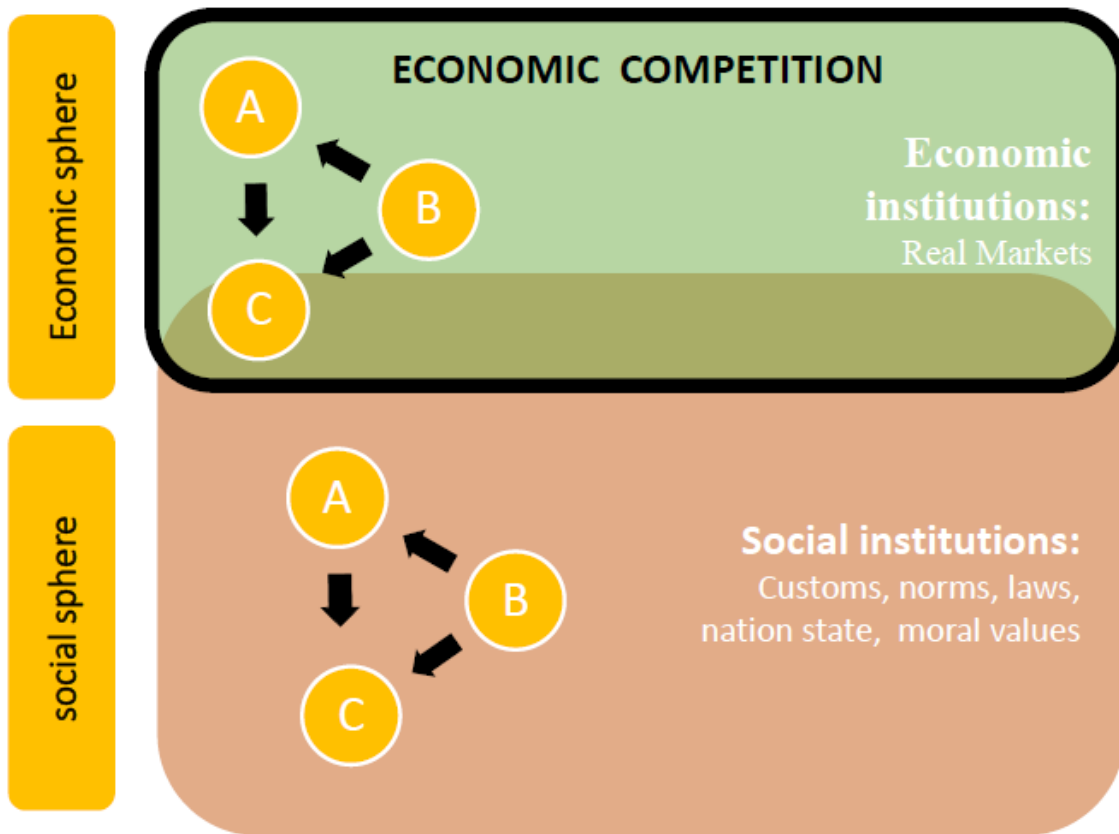 Economic sphere
ECONOMIC COMPETITION
A
B
C
Economic
institutions:
Real Markets
social sphere
A
B
C
Social institutions:
Customs, norms, laws,
nation state, moral values